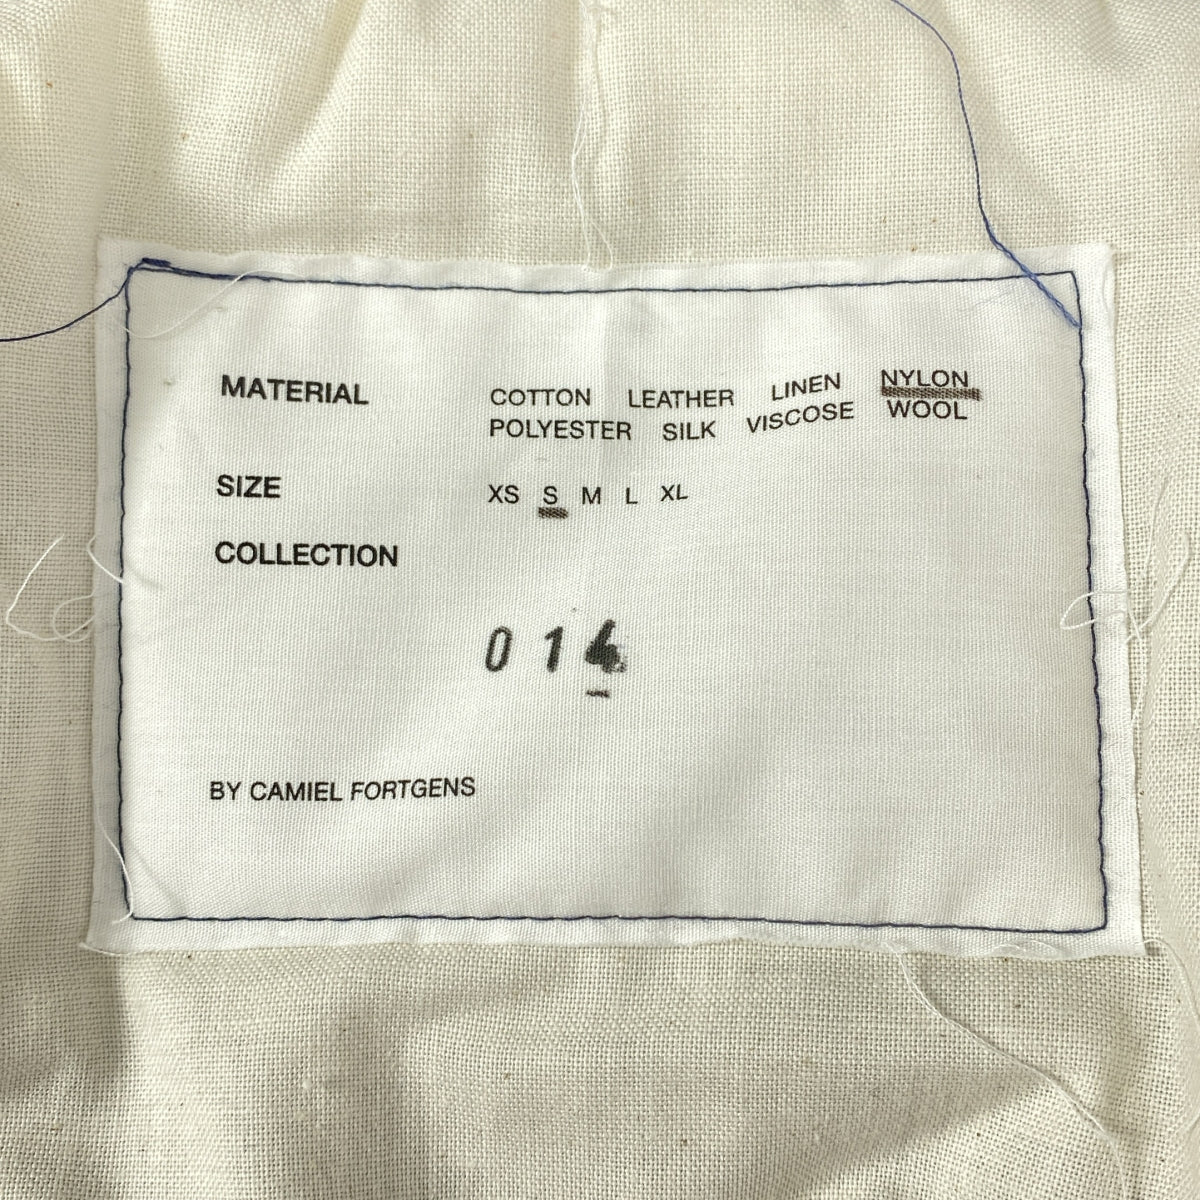 MATERIAL COTTON LEATHER LINEN NYLON
POLYESTER SILK VISCOSE WOOL
SIZE XS S M L XL
COLLECTION
014
BY CAMIEL FORTGENS